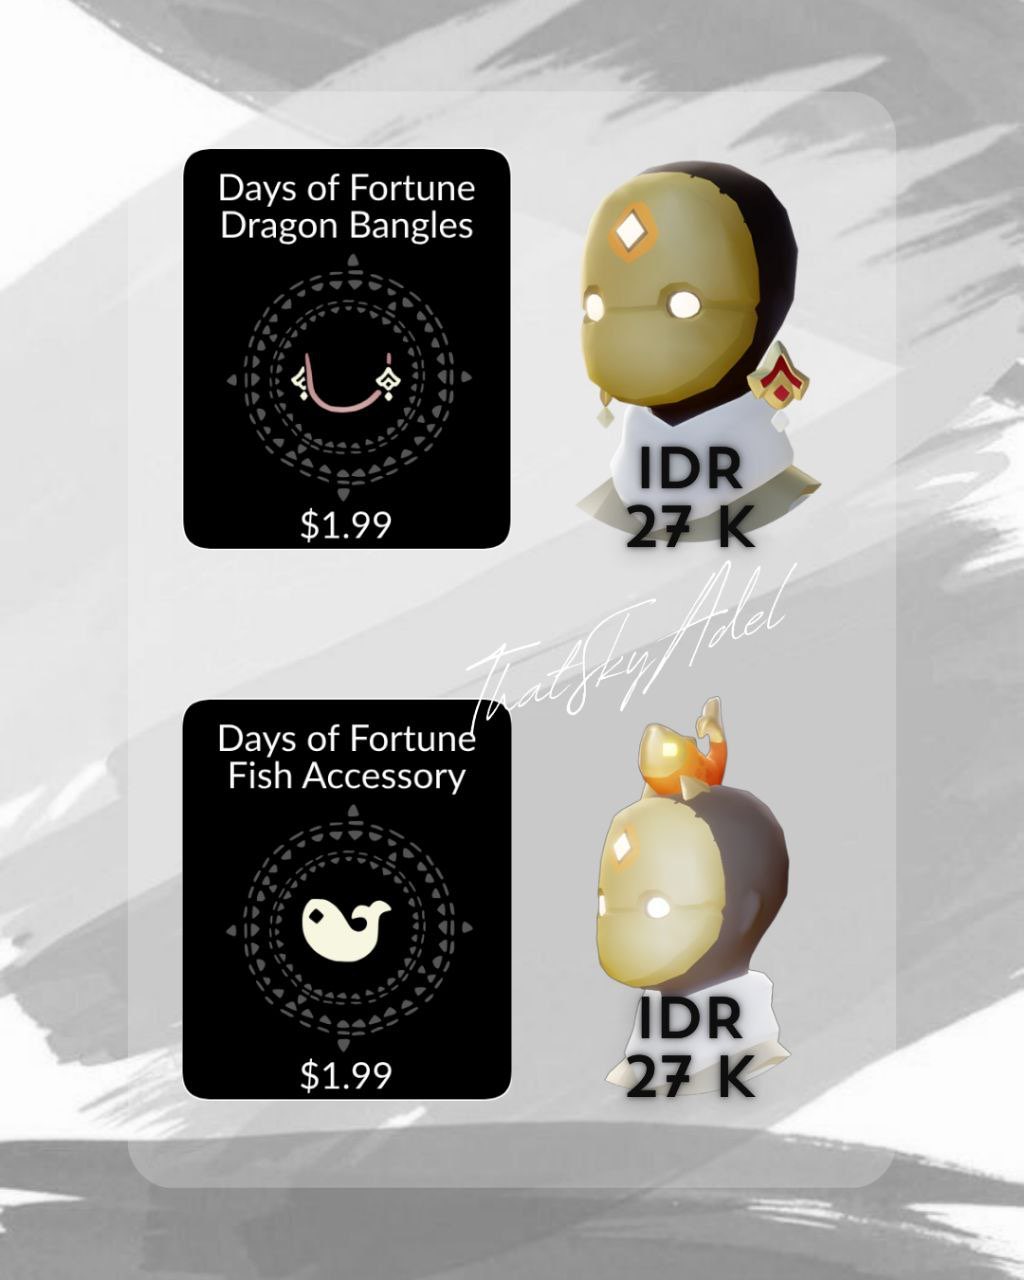 Days of Fortune
Dragon Bangles
$1.99
IDR
27 K
ThatSkyAdel
Days of Fortune
Fish Accessory
$1.99
IDR
27 K